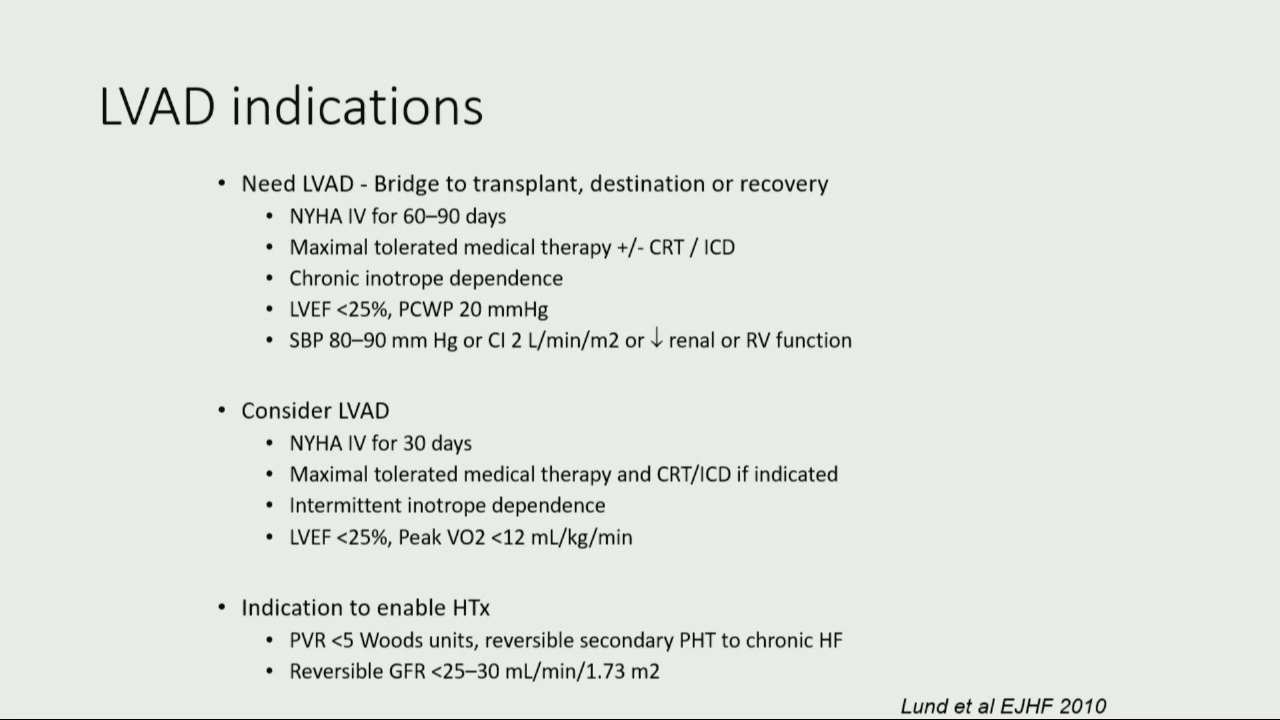 LVAD indications
• Need LVAD - Bridge to transplant, destination or recovery
• NYHA IV for 60–90 days
• Maximal tolerated medical therapy +/- CRT / ICD
• Chronic inotrope dependence
• LVEF <25%, PCWP 20 mmHg
• SBP 80–90 mm Hg or CI 2 L/min/m2 or ↓ renal or RV function
• Consider LVAD
• NYHA IV for 30 days
• Maximal tolerated medical therapy and CRT/ICD if indicated
• Intermittent inotrope dependence
• LVEF <25%, Peak VO2 <12 mL/kg/min
• Indication to enable HTx
• PVR <5 Woods units, reversible secondary PHT to chronic HF
• Reversible GFR <25–30 mL/min/1.73 m2
Lund et al EJHF 2010